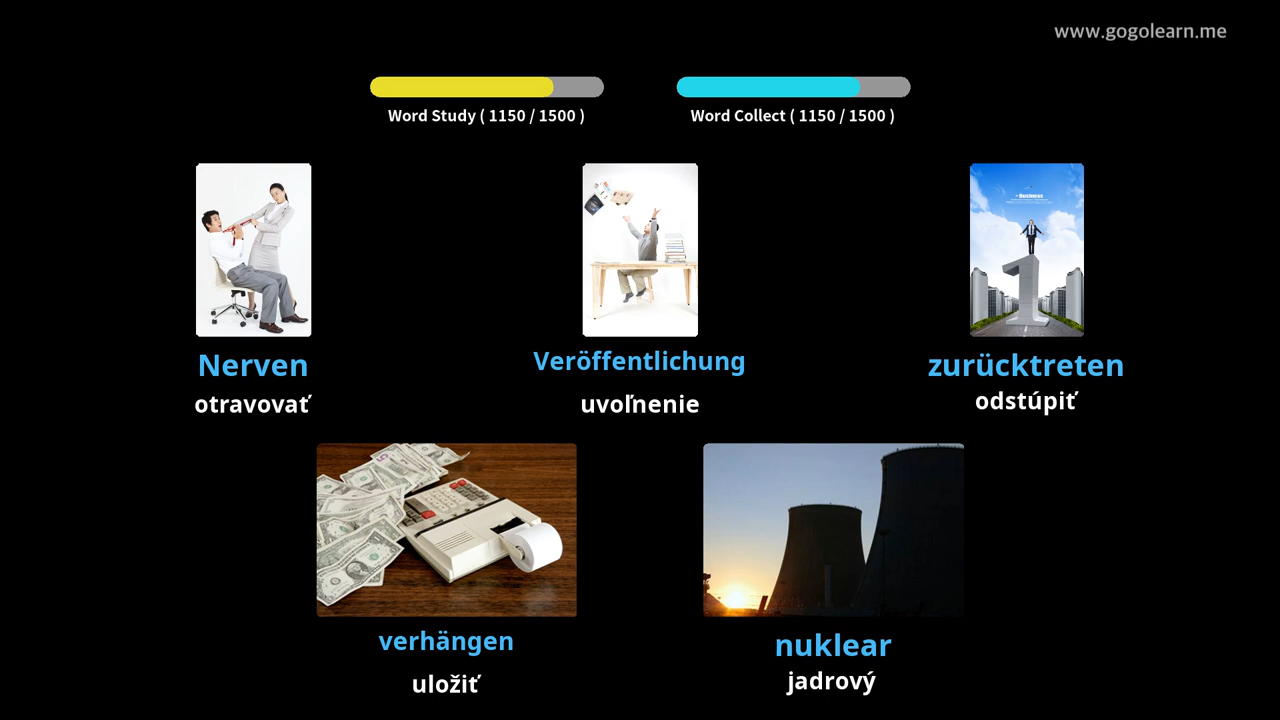 www.gogolearn.me
Word Study ( 1150 / 1500 )
Word Collect ( 1150 / 1500 )
Business
Nerven
Veröffentlichung
zurücktreten
otravovať
uvoľnenie
odstúpiť
verhängen
nuklear
uložiť
jadrový